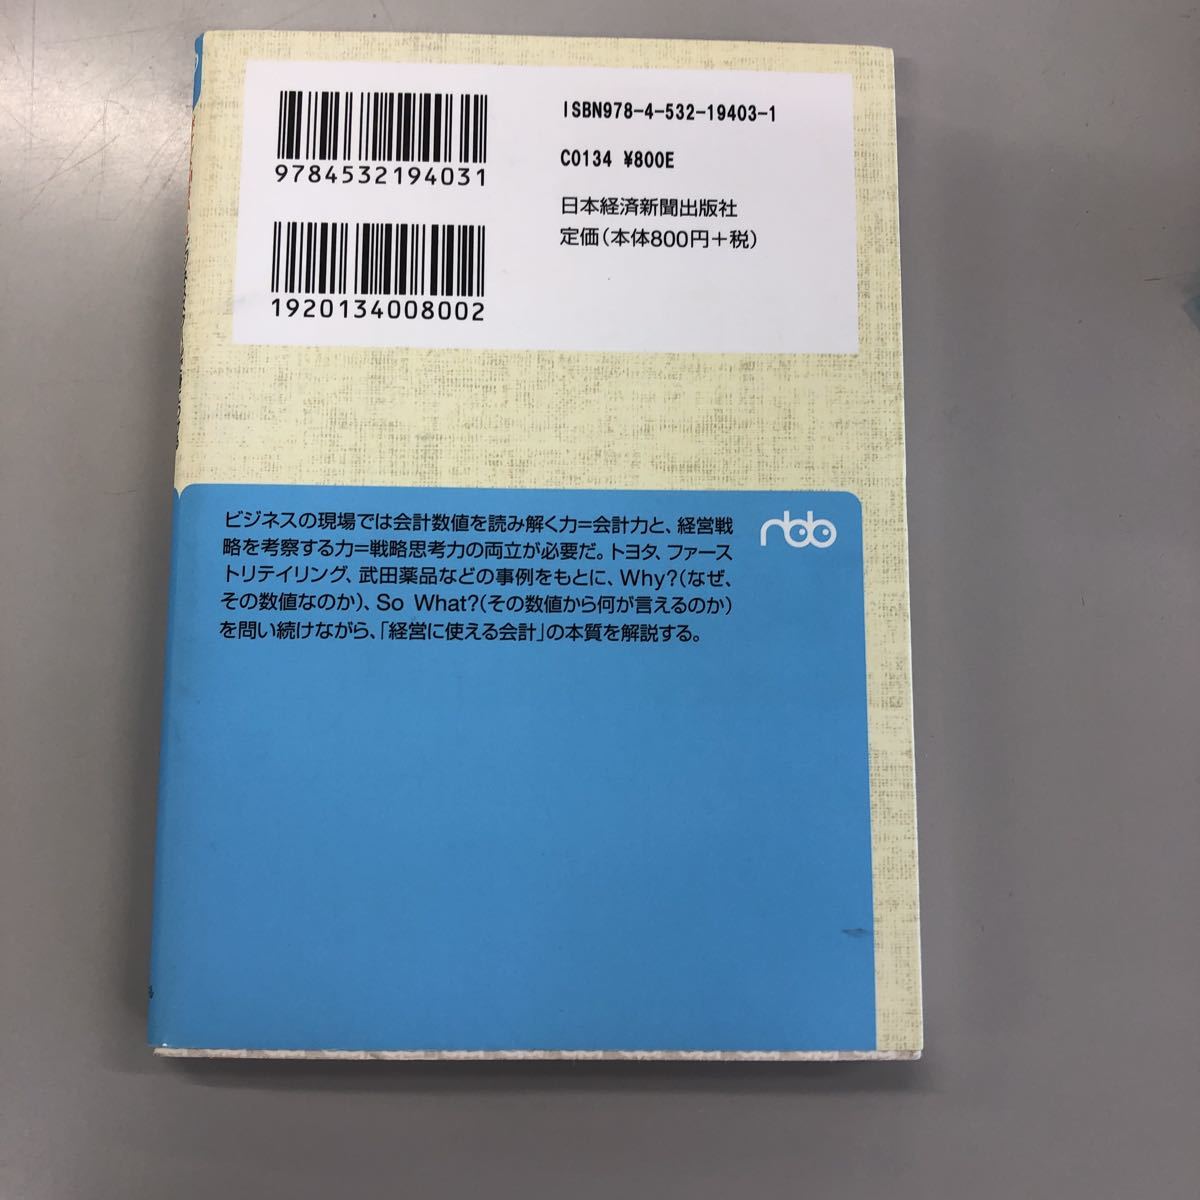 ISBN978-4-532-19403-1
9784532194031
C0134 ¥800E
日本経済新聞出版社
定価(本体800円+税)
1920134008002
ビジネスの現場では会計数値を読み解く力=会計力と、経営戦
略を考察する力=戦略思考力の両立が必要だ。トヨタ、ファース
トリテイリング、武田薬品などの事例をもとに、Why?(なぜ、
その数値なのか)、So What?(その数値から何が言えるのか)
を問い続けながら、「経営に使える会計」の本質を解説する。
nbb